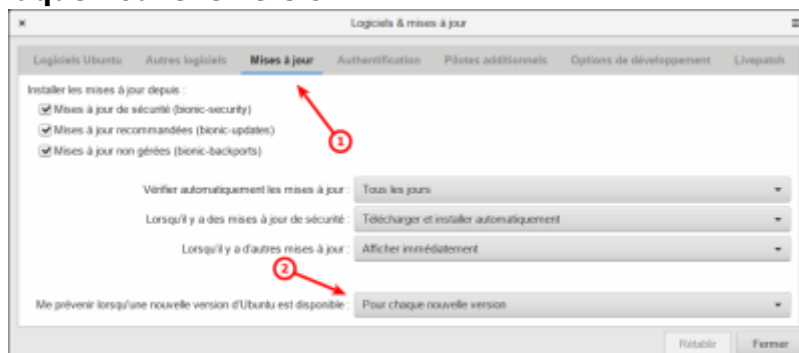 Logiciels & mises à jour
Logiciels Ubuntu Autres logiciels Mises à jour Authentification Pilotes additionnels Options de développement Livepatch
Installer les mises à jour depuis :
Mises à jour de sécurité (bionic-security)
Mises à jour recommandées (bionic-updates)
Mises à jour non gérées (bionic-backports)
1
Vérifier automatiquement les mises à jour : Tous les jours
Lorsqu'il y a des mises à jour de sécurité : Télécharger et installer automatiquement
Lorsqu'il y a d'autres mises à jour : Afficher immédiatement
2
Me prévenir lorsqu'une nouvelle version d'Ubuntu est disponible : Pour chaque nouvelle version
Rétablir Fermer